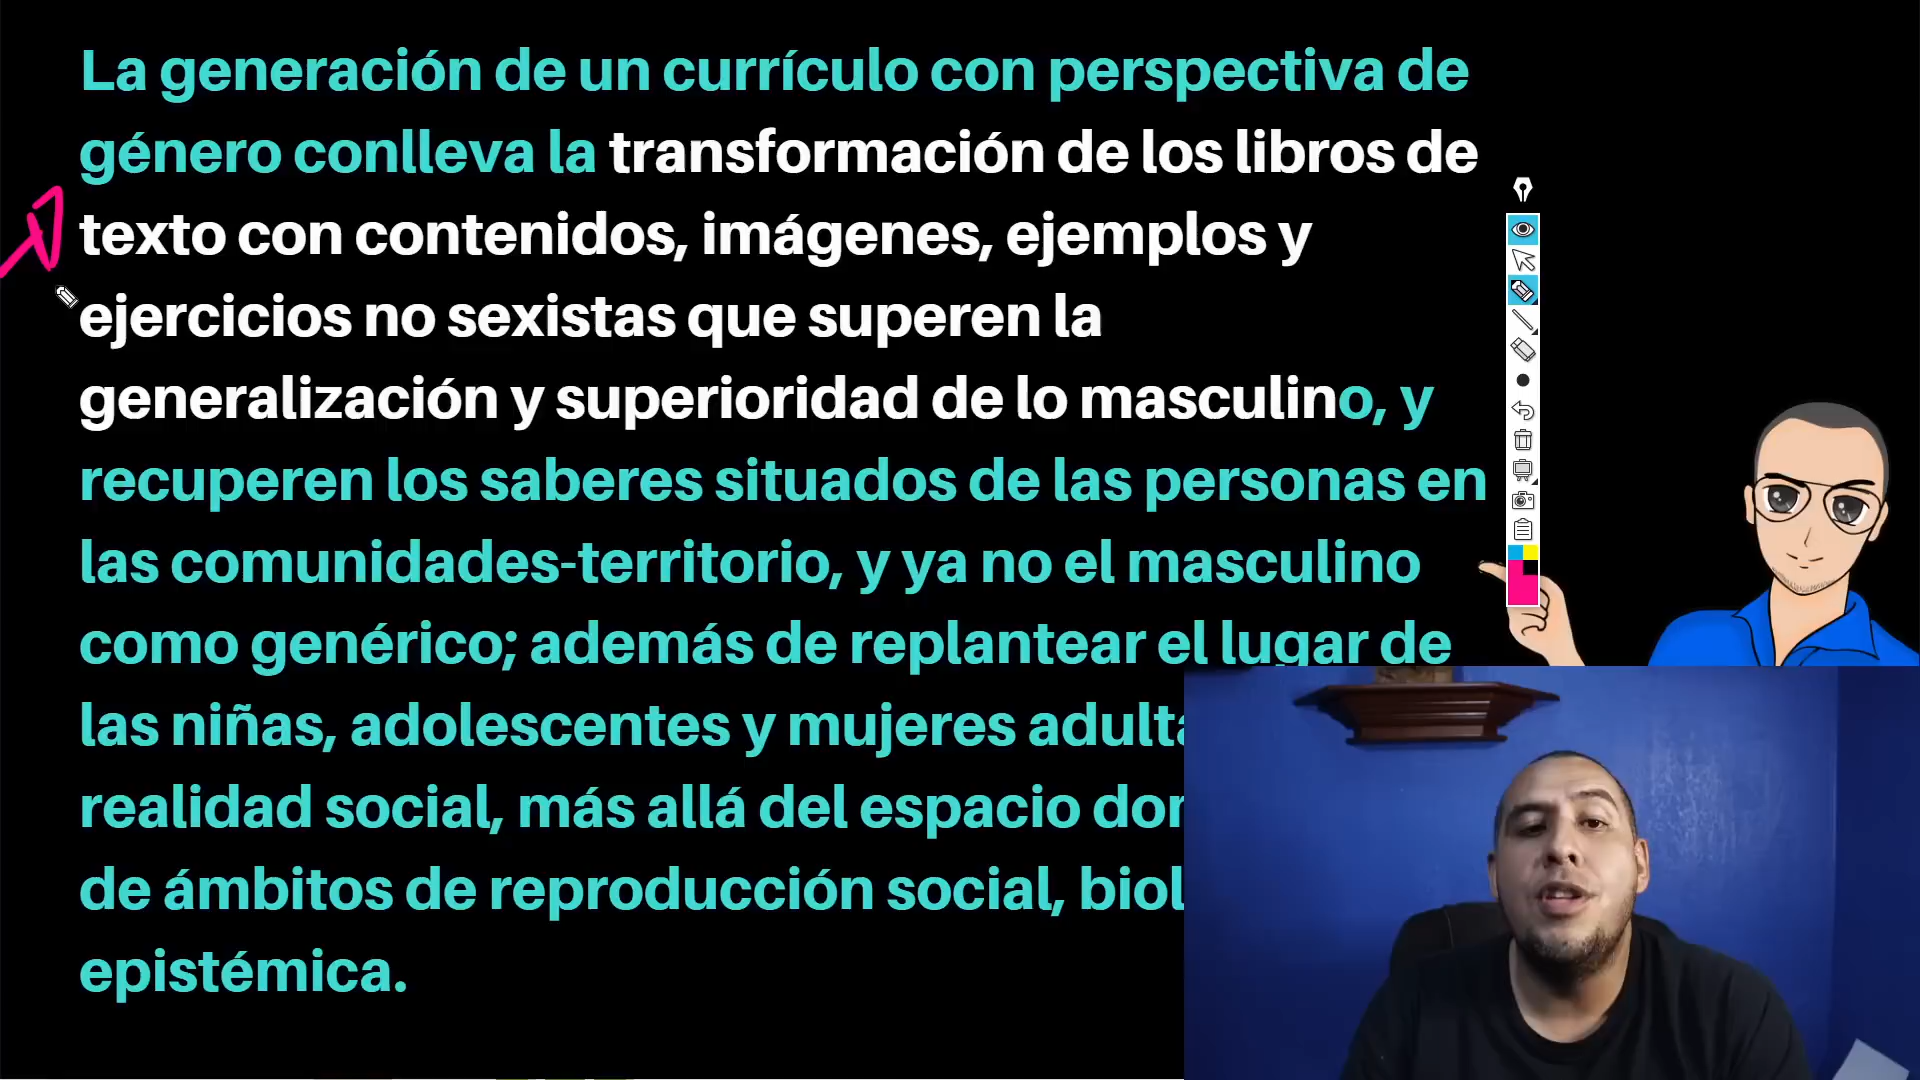 La generación de un currículo con perspectiva de
género conlleva la transformación de los libros de
texto con contenidos, imágenes, ejemplos y
ejercicios no sexistas que superen la
generalización y superioridad de lo masculino, y
recuperen los saberes situados de las personas en
las comunidades-territorio, y ya no el masculino
como genérico; además de replantear el lugar de
las niñas, adolescentes y mujeres
realidad social, más allá del espacio
de ámbitos de reproducción social,
epistémica.